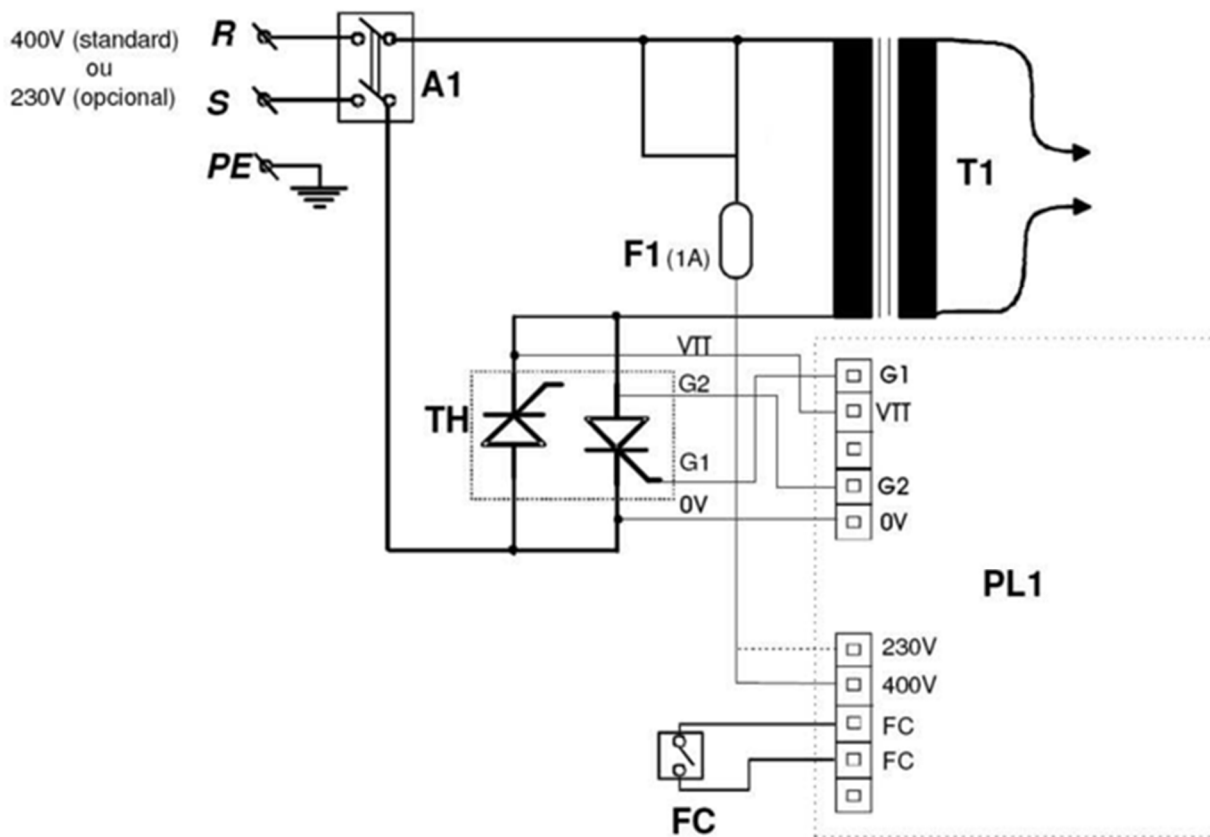 400V (standard)
ou
230V (opcional)
R
S
PE
A1
T1
F1 (1A)
VTT
G2
TH
G1
0V
G1
VTT
G2
0V
PL1
230V
400V
FC
FC
FC